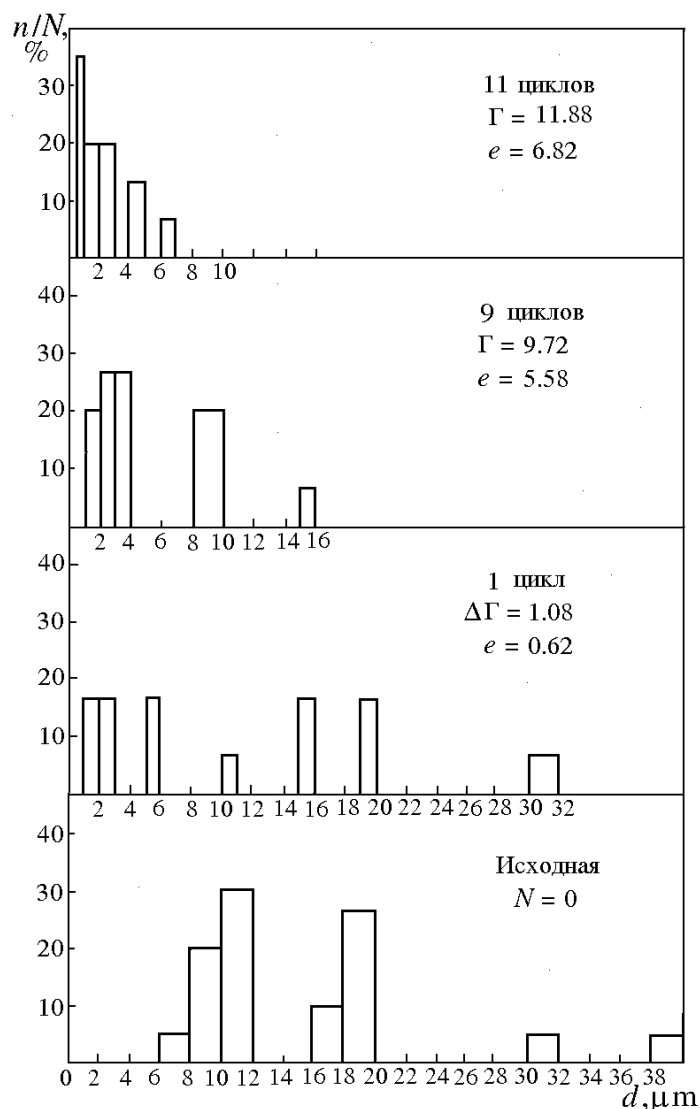 n/N,
%
30
20
10
11 циклов
Г = 11.88
e = 6.82
2 4 6 8 10
40
30
20
10
9 циклов
Г = 9.72
e = 5.58
2 4 6 8 10 12 14 16
40
30
20
10
1 цикл
ΔГ = 1.08
e = 0.62
2 4 6 8 10 12 14 16 18 20 22 24 26 28 30 32
40
30
20
10
Исходная
N = 0
0 2 4 6 8 10 12 14 16 18 20 22 24 26 28 30 32 34 36 38
d, μm